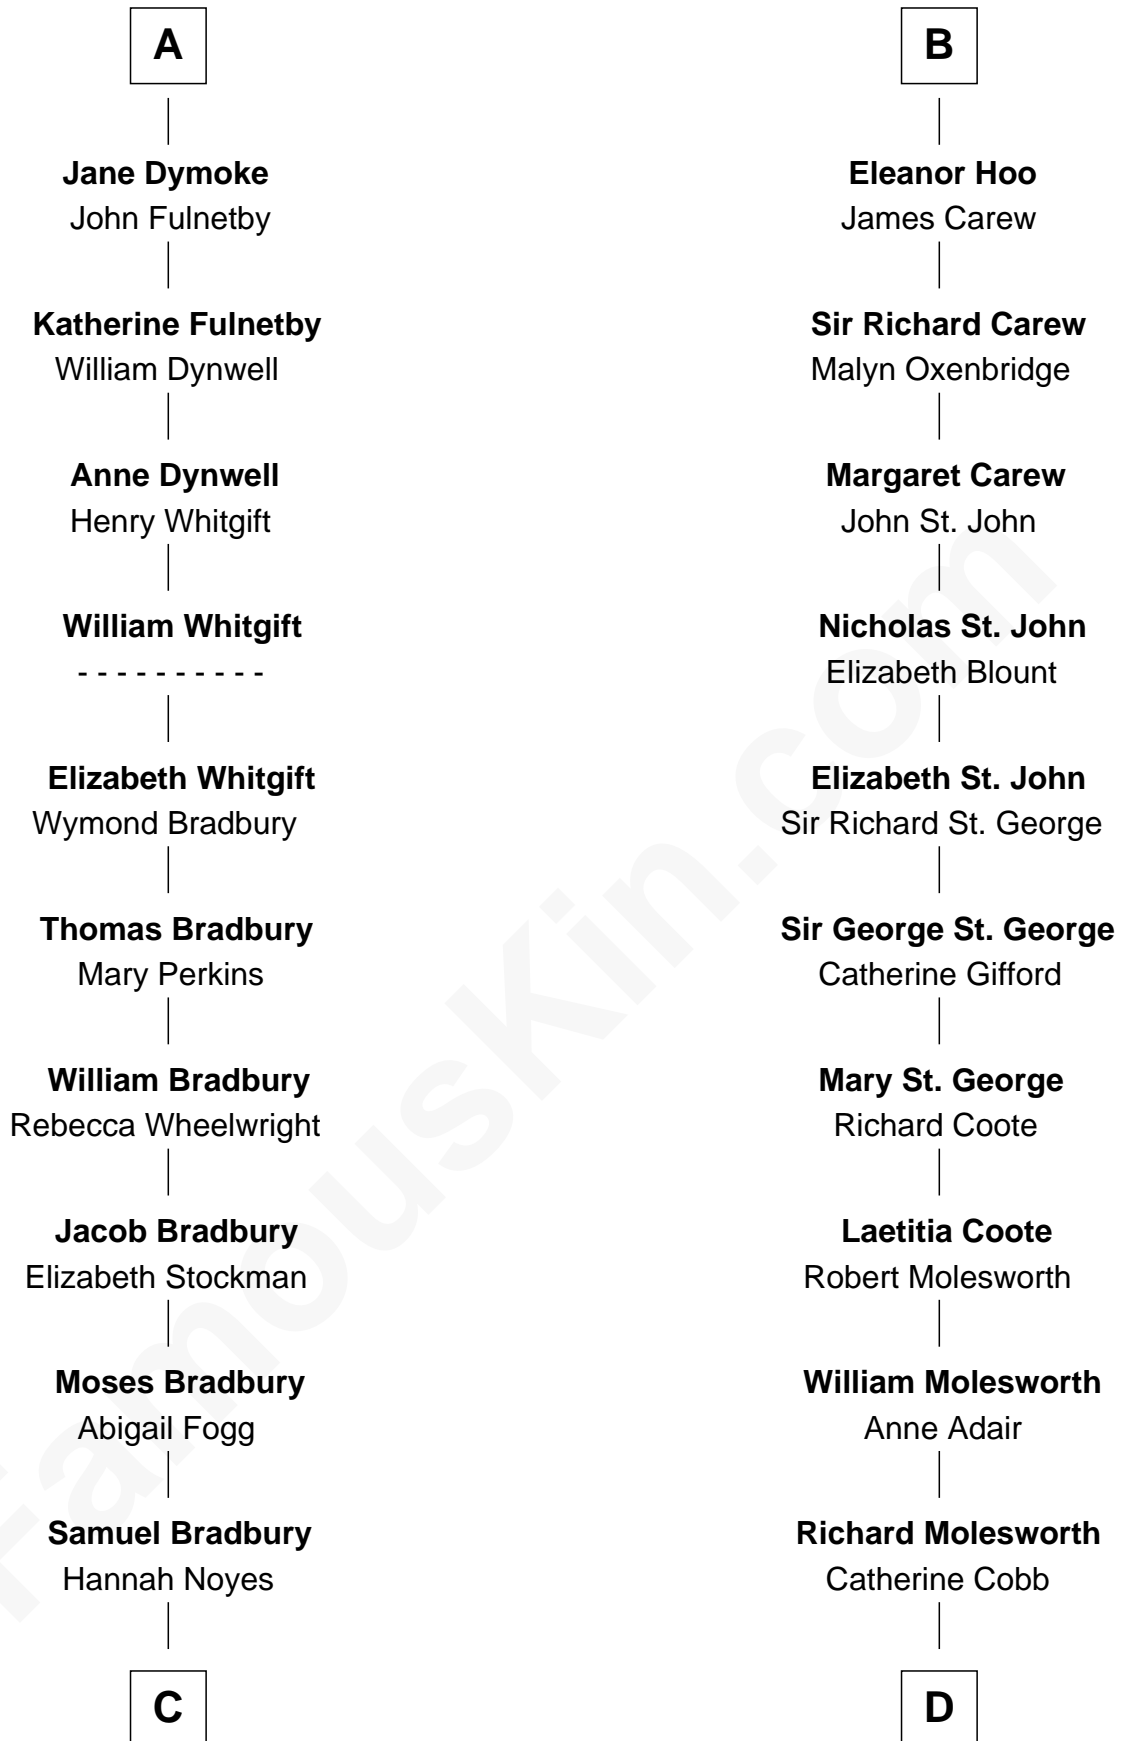 A
Jane Dymoke
John Fulnetby
Katherine Fulnetby
William Dynwell
Anne Dynwell
Henry Whitgift
William Whitgift
- - - - - - - - - -
Elizabeth Whitgift
Wymond Bradbury
Thomas Bradbury
Mary Perkins
William Bradbury
Rebecca Wheelwright
Jacob Bradbury
Elizabeth Stockman
Moses Bradbury
Abigail Fogg
Samuel Bradbury
Hannah Noyes
C
B
Eleanor Hoo
James Carew
Sir Richard Carew
Malyn Oxenbridge
Margaret Carew
John St. John
Nicholas St. John
Elizabeth Blount
Elizabeth St. John
Sir Richard St. George
Sir George St. George
Catherine Gifford
Mary St. George
Richard Coote
Laetitia Coote
Robert Molesworth
William Molesworth
Anne Adair
Richard Molesworth
Catherine Cobb
D
FamousKin.com